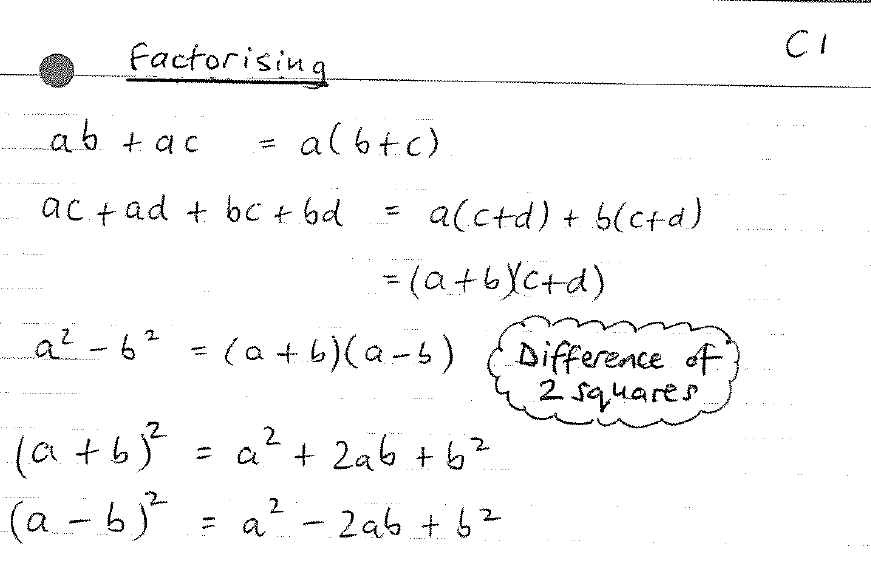 C1
Factorising
ab + ac = a(b+c)
ac + ad + bc + bd = a(c+d) + b(c+d)
= (a+b)(c+d)
a² - b² = (a+b)(a-b)
Difference of
2 squares
(a+b)² = a² + 2ab + b²
(a-b)² = a² - 2ab + b²